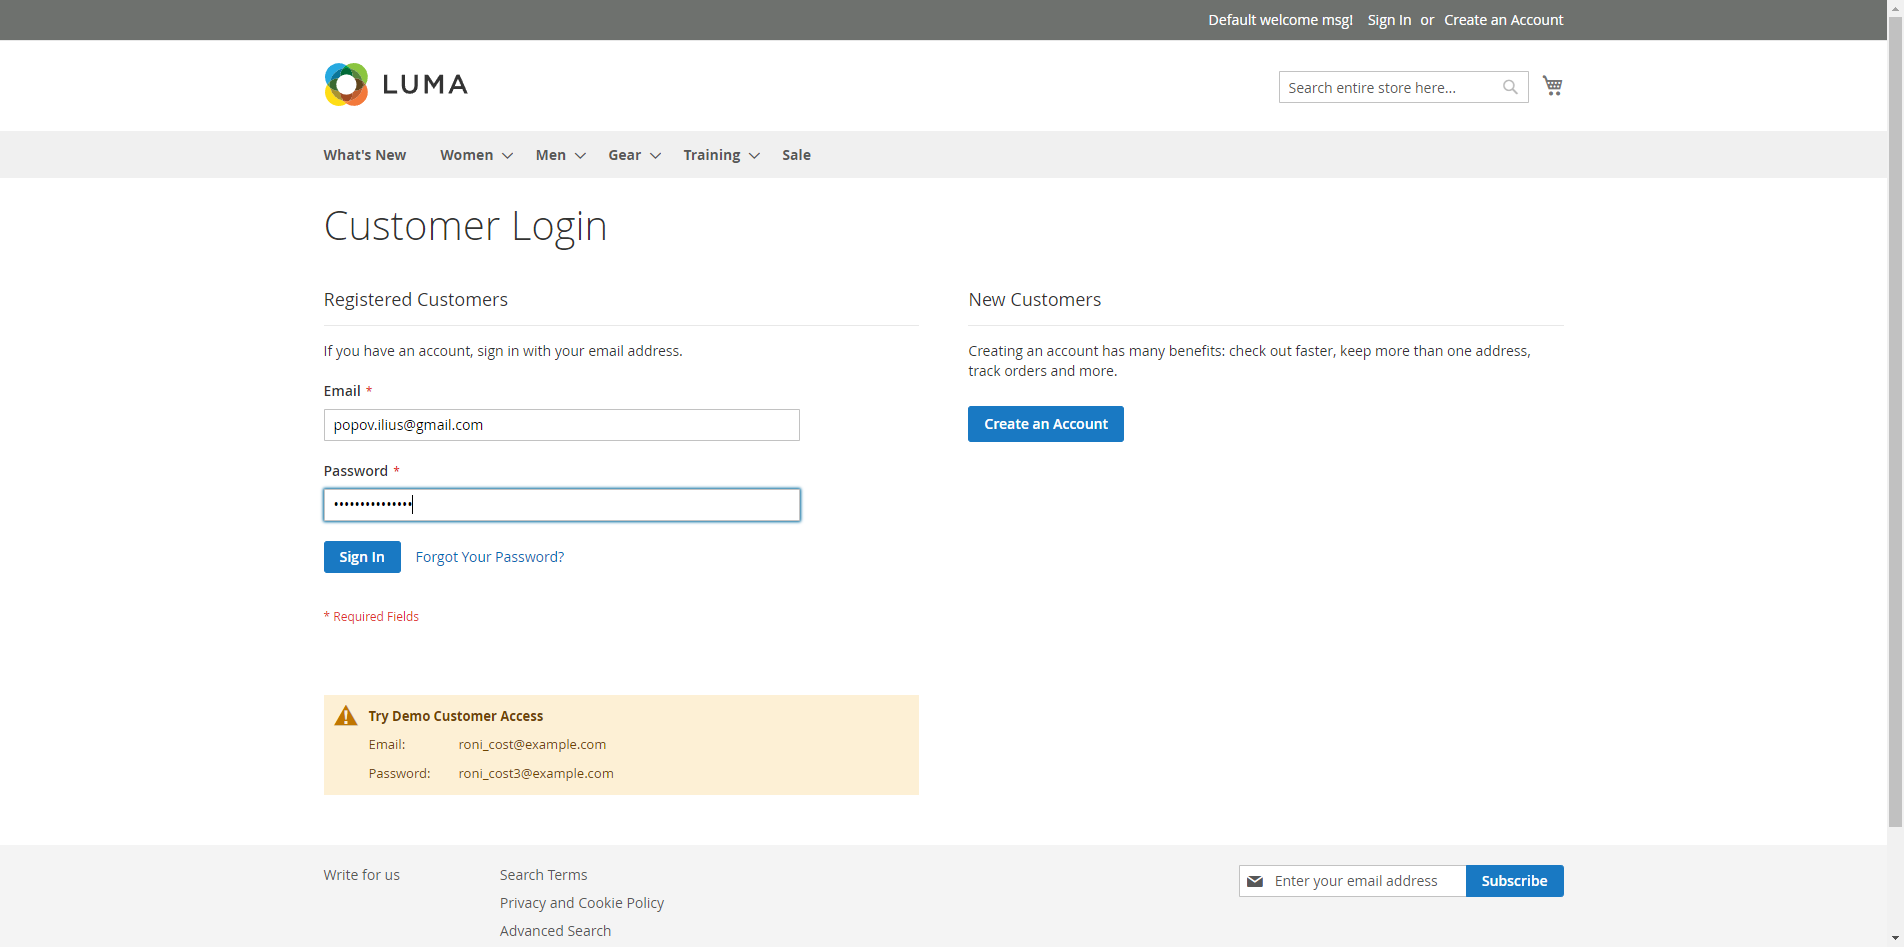 Default welcome msg! Sign In or Create an Account
LUMA
Search entire store here...
What's New Women Men Gear Training Sale
Customer Login
Registered Customers
If you have an account, sign in with your email address.
Email *
popov.ilius@gmail.com
Password *
•••••••••••••••
Sign In Forgot Your Password?
* Required Fields
New Customers
Creating an account has many benefits: check out faster, keep more than one address,
track orders and more.
Create an Account
Try Demo Customer Access
Email: roni_cost@example.com
Password: roni_cost3@example.com
Write for us
Search Terms
Privacy and Cookie Policy
Advanced Search
Enter your email address Subscribe